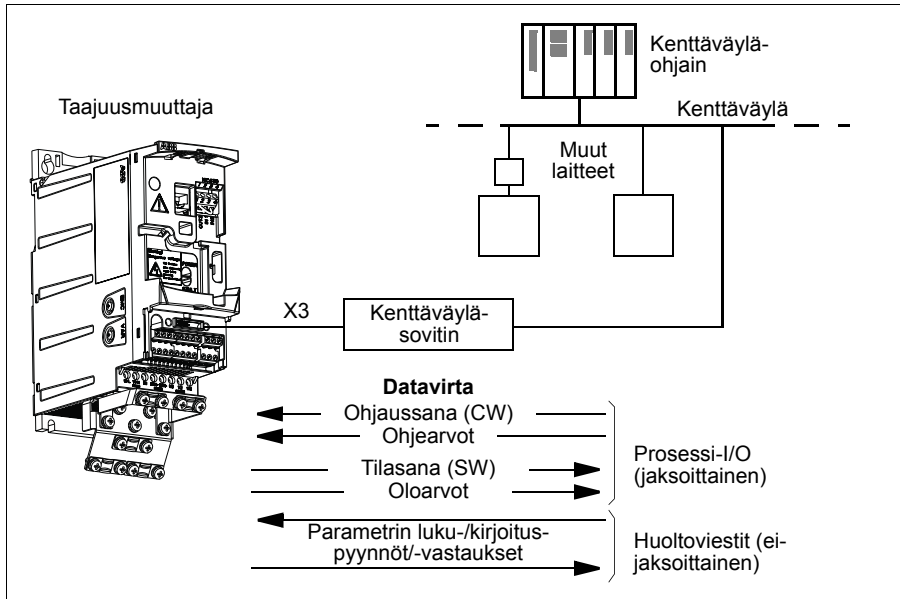 Kenttäväylä-
ohjain
Taajuusmuuttaja
Kenttäväylä
Muut
laitteet
ABB
X3
Kenttäväylä-
sovitin
Datavirta
Ohjaussana (CW)
Ohjearvot
Tilasana (SW)
Oloarvot
Prosessi-I/O
(jaksoittainen)
Parametrin luku-/kirjoitus-
pyynnöt/-vastaukset
Huoltoviestit (ei-
jaksoittainen)